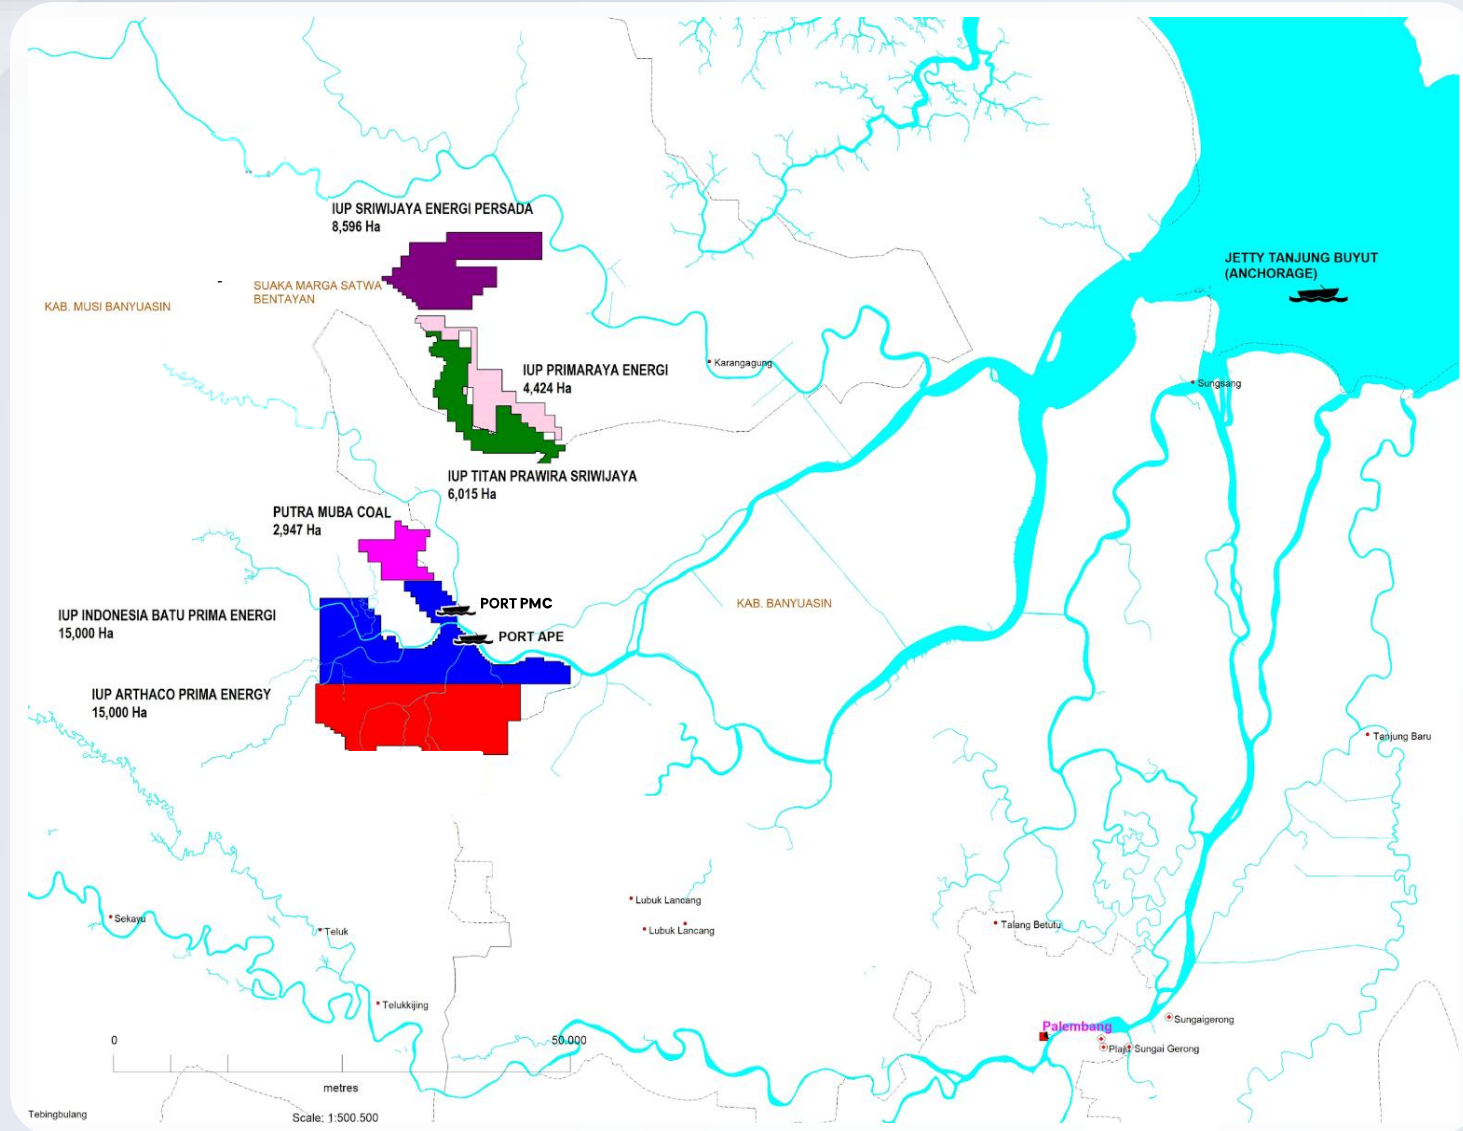 IUP SRIWIJAYA ENERGI PERSADA
8,596 Ha
JETTY TANJUNG BUYUT
(ANCHORAGE)
SUAKA MARGA SATWA
BENTAYAN
KAB. MUSI BANYUASIN
Karangagung
IUP PRIMARAYA ENERGI
4,424 Ha
Sungsang
IUP TITAN PRAWIRA SRIWIJAYA
6,015 Ha
PUTRA MUBA COAL
2,947 Ha
PORT PMC
KAB. BANYUASIN
IUP INDONESIA BATU PRIMA ENERGI
15,000 Ha
PORT APE
IUP ARTHACO PRIMA ENERGY
15,000 Ha
Tanjung Baru
Lubuk Lancang
Sekayu
Talang Betutu
Teluk
Lubuk Lancang
Telukkijing
Sungaigerong
Palembang
0
50.000
Plaju
Sungai Gerong
metres
Tebingbulang
Scale: 1:500.500